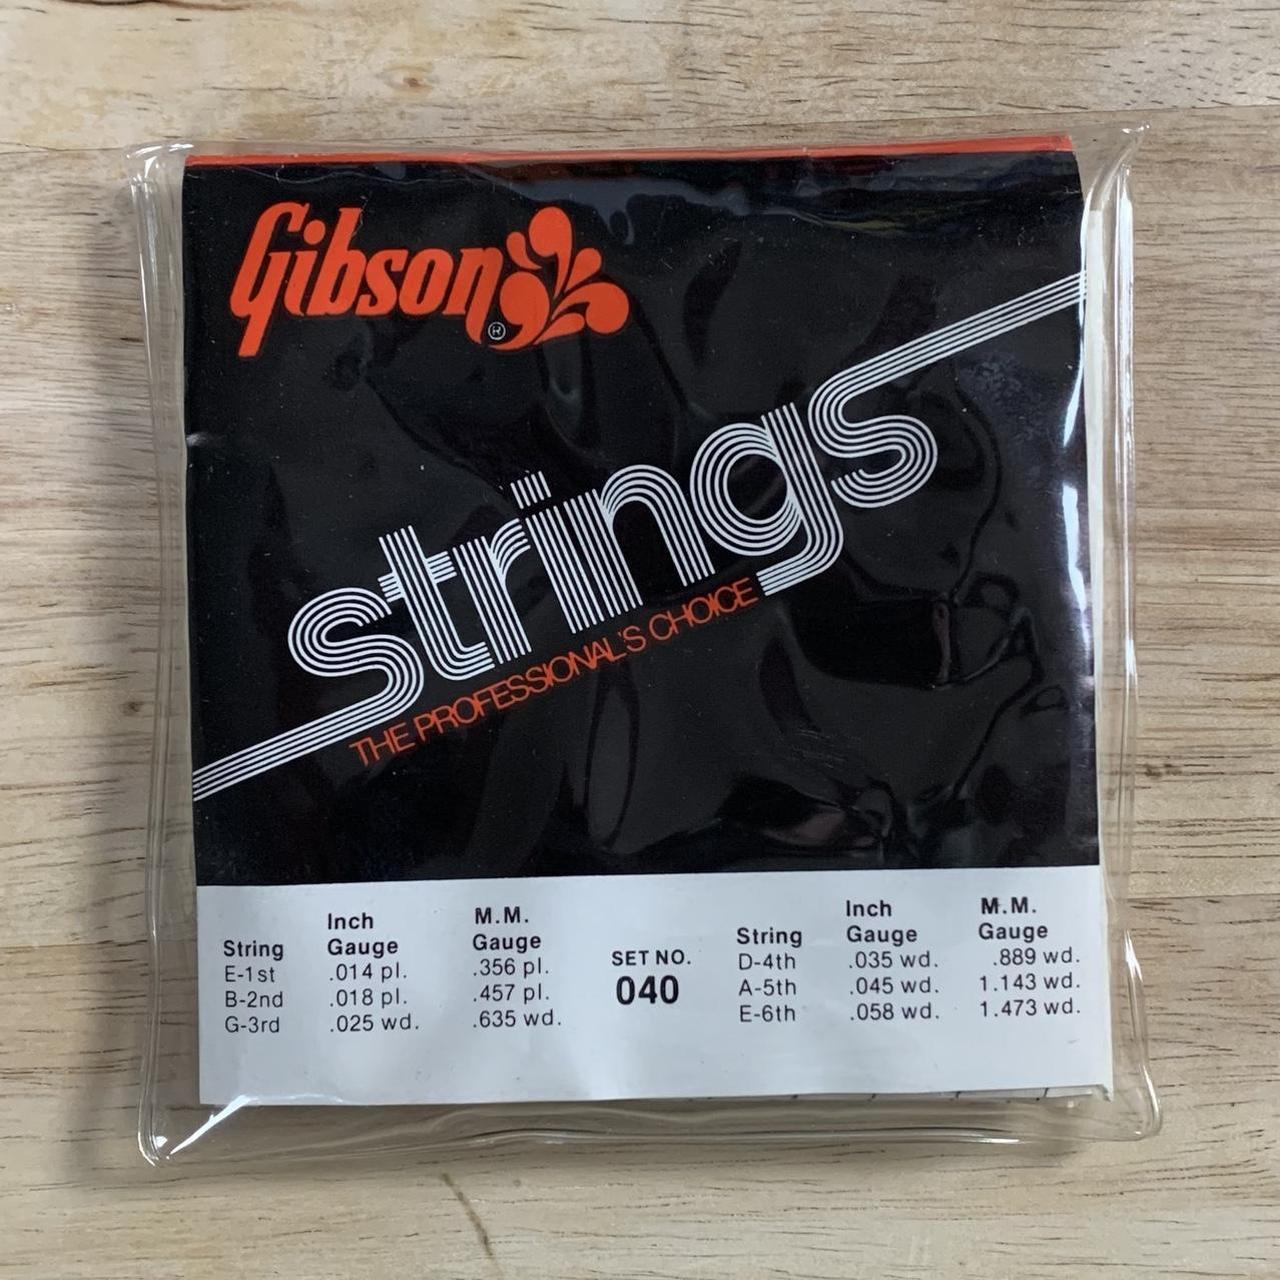 Gibson®
strings
THE PROFESSIONAL'S CHOICE
String Inch Gauge M.M. Gauge
E-1st .014 pl. .356 pl.
B-2nd .018 pl. .457 pl.
G-3rd .025 wd. .635 wd.
SET NO.
040
String Inch Gauge M.M. Gauge
D-4th .035 wd. .889 wd.
A-5th .045 wd. 1.143 wd.
E-6th .058 wd. 1.473 wd.